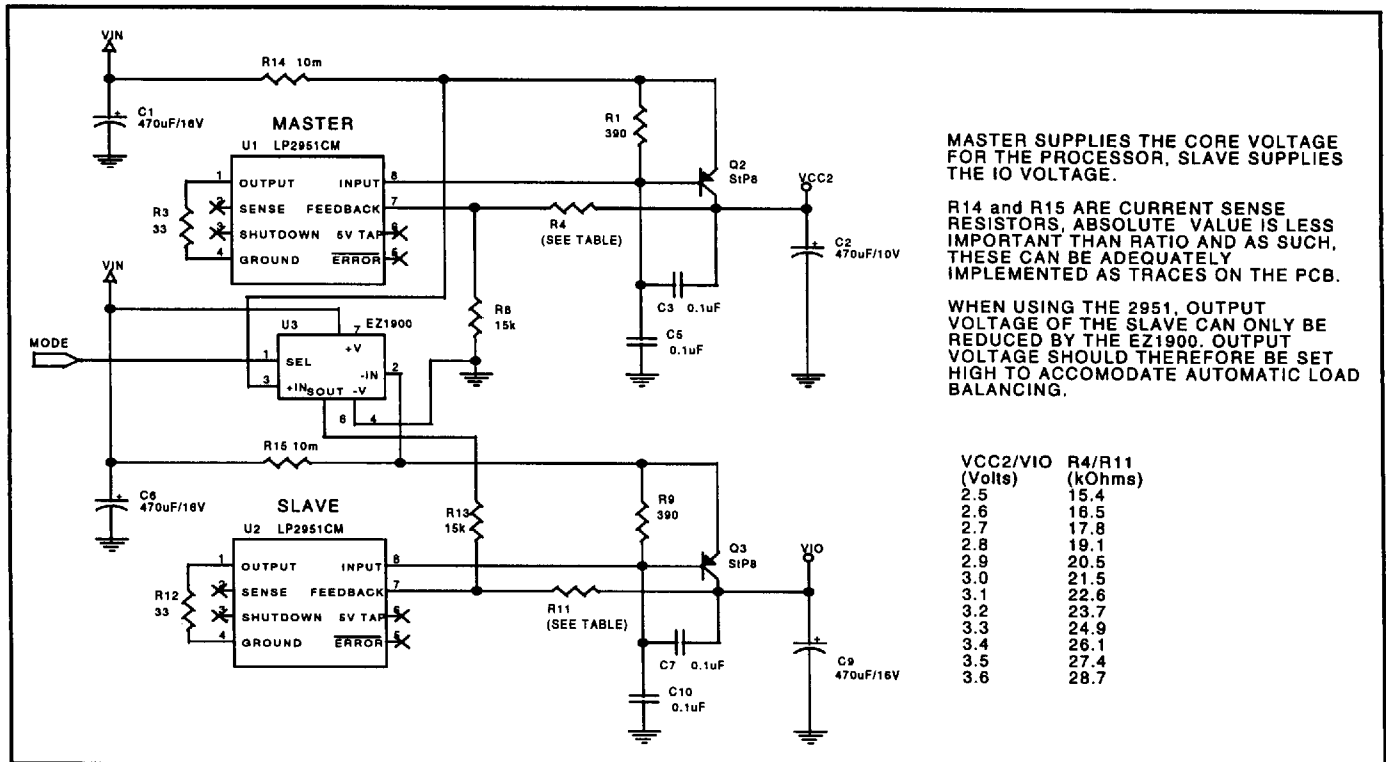 VIN
R14 10m
C1
470uF/16V
MASTER
U1 LP2951CM
1 OUTPUT INPUT 8
2 SENSE FEEDBACK 7
3 SHUTDOWN 5V TAP 6
4 GROUND ERROR 5
R3
33
R1
390
Q2
StP8
VCC2
R4
(SEE TABLE)
C2
470uF/10V
C3 0.1uF
C5
0.1uF
R8
15k
VIN
MODE
U3 EZ1900
7
+V
1 SEL
-IN 2
3 +IN
SOUT -V
6 4
R15 10m
C6
470uF/16V
SLAVE
U2 LP2951CM
1 OUTPUT INPUT 8
2 SENSE FEEDBACK 7
3 SHUTDOWN 5V TAP 6
4 GROUND ERROR 5
R12
33
R13
15k
R9
390
Q3
StP8
VIO
R11
(SEE TABLE)
C7 0.1uF
C10
0.1uF
C9
470uF/16V
MASTER SUPPLIES THE CORE VOLTAGE
FOR THE PROCESSOR, SLAVE SUPPLIES
THE IO VOLTAGE.
R14 and R15 ARE CURRENT SENSE
RESISTORS, ABSOLUTE VALUE IS LESS
IMPORTANT THAN RATIO AND AS SUCH,
THESE CAN BE ADEQUATELY
IMPLEMENTED AS TRACES ON THE PCB.
WHEN USING THE 2951, OUTPUT
VOLTAGE OF THE SLAVE CAN ONLY BE
REDUCED BY THE EZ1900. OUTPUT
VOLTAGE SHOULD THEREFORE BE SET
HIGH TO ACCOMODATE AUTOMATIC LOAD
BALANCING.
VCC2/VIO R4/R11
(Volts) (kOhms)
2.5 15.4
2.6 16.5
2.7 17.8
2.8 19.1
2.9 20.5
3.0 21.5
3.1 22.6
3.2 23.7
3.3 24.9
3.4 26.1
3.5 27.4
3.6 28.7